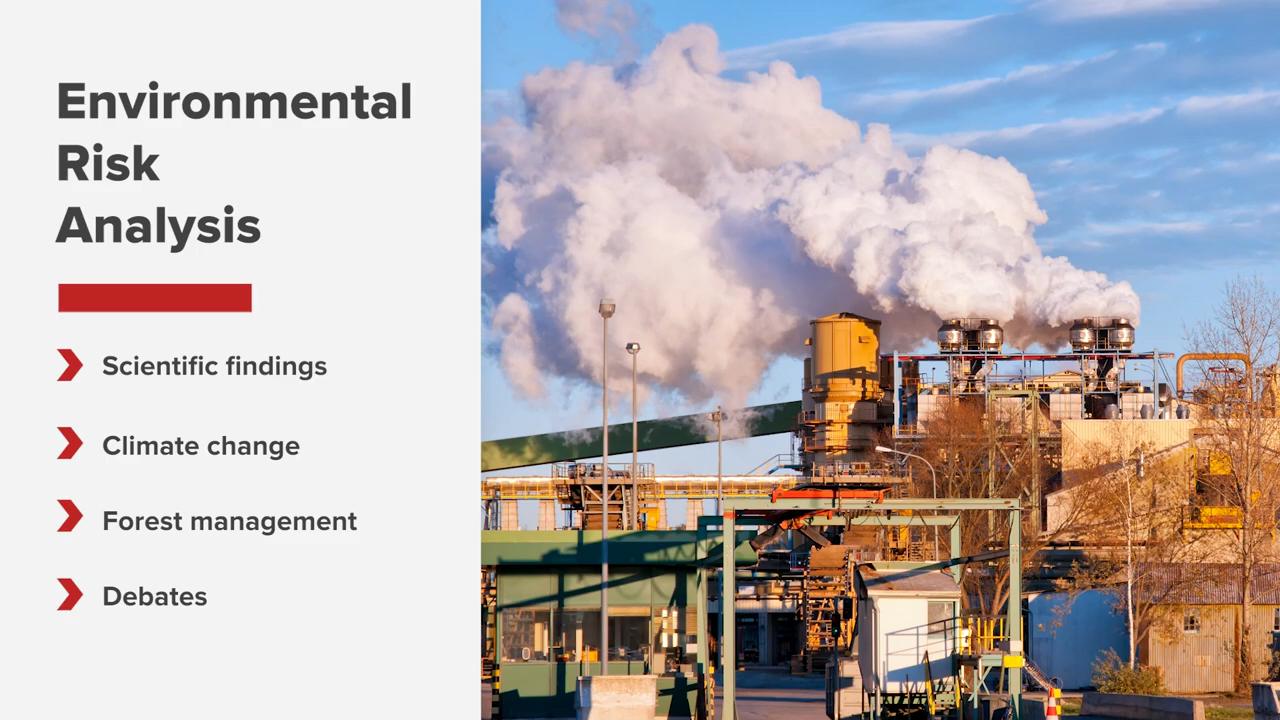 Environmental
Risk
Analysis
Scientific findings
Climate change
Forest management
Debates